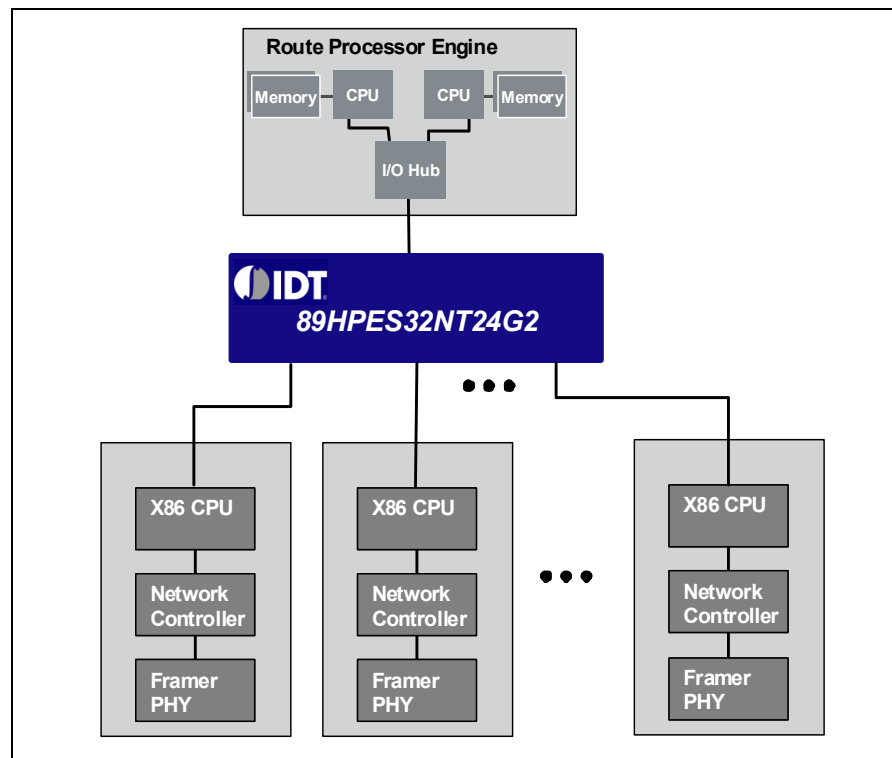 Route Processor Engine
Memory CPU CPU Memory
I/O Hub
IDT
89HPES32NT24G2
X86 CPU
Network
Controller
Framer
PHY
X86 CPU
Network
Controller
Framer
PHY
X86 CPU
Network
Controller
Framer
PHY